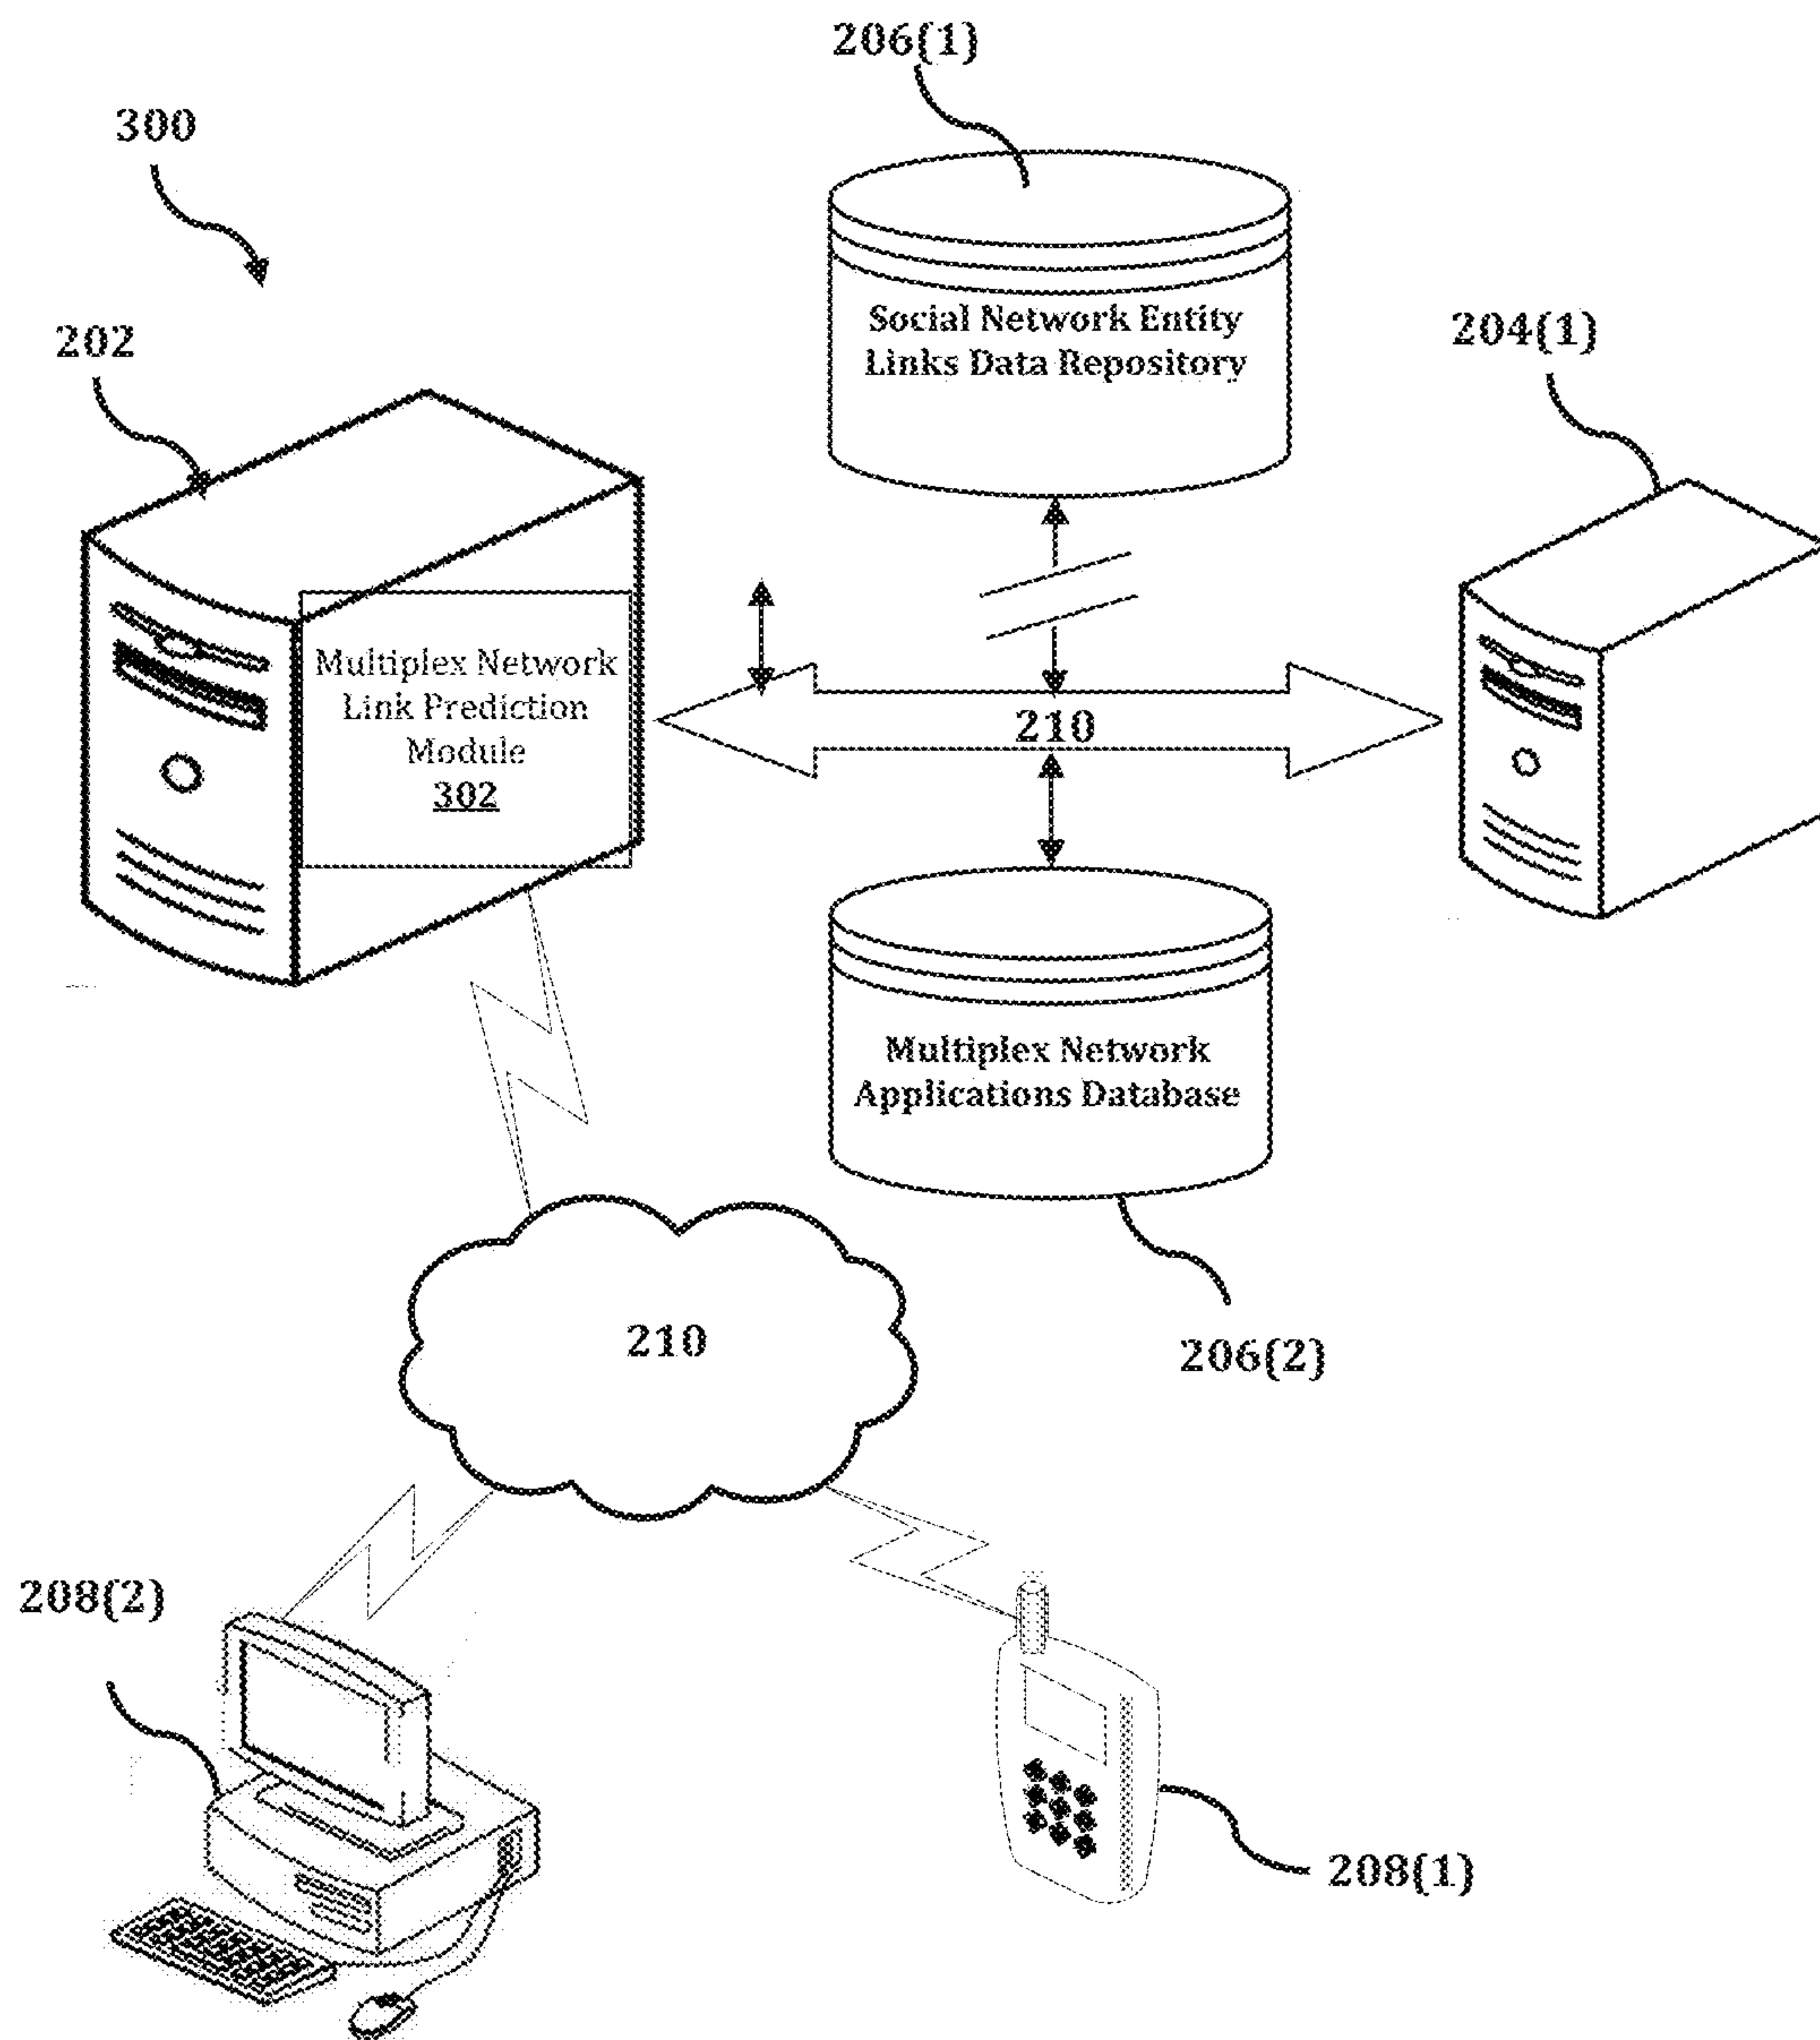 206(1)
300
Social Network Entity
Links Data Repository
202
204(1)
Multiplex Network
Link Prediction
Module
302
210
Multiplex Network
Applications Database
206(2)
210
208(2)
208(1)